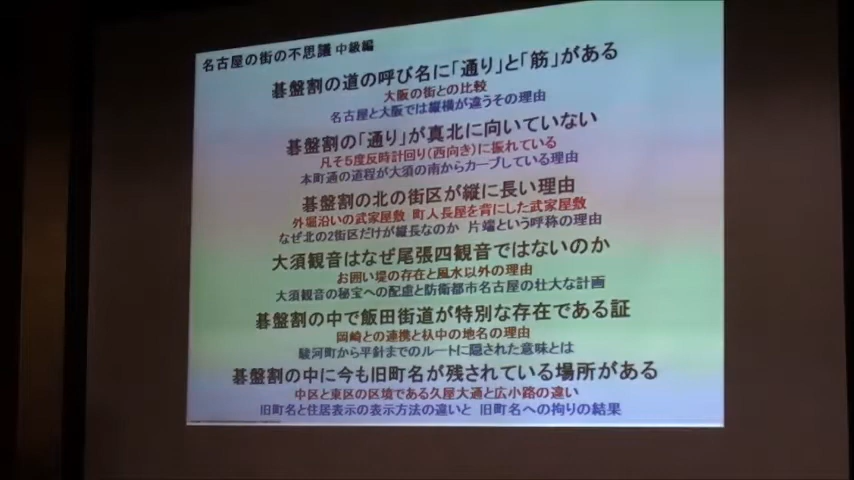 名古屋の街の不思議 中級編
碁盤割の道の呼び名に「通り」と「筋」がある
大阪の街との比較
名古屋と大阪では縦横が違うその理由
碁盤割の「通り」が真北に向いていない
凡そ5度反時計回り(西向き)に振れている
本町通の道程が大須の南からカーブしている理由
碁盤割の北の街区が縦に長い理由
外堀沿いの武家屋敷 町人長屋を背にした武家屋敷
なぜ北の2街区だけが縦長なのか 片端という呼称の理由
大須観音はなぜ尾張四観音ではないのか
お囲い堤の存在と風水以外の理由
大須観音の秘宝への配慮と防衛都市名古屋の壮大な計画
碁盤割の中で飯田街道が特別な存在である証
岡崎との連携と杁中の地名の理由
駿河町から平針までのルートに隠された意味とは
碁盤割の中に今も旧町名が残されている場所がある
中区と東区の区境である久屋大通と広小路の違い
旧町名と住居表示の表示方法の違いと 旧町名への拘りの結果